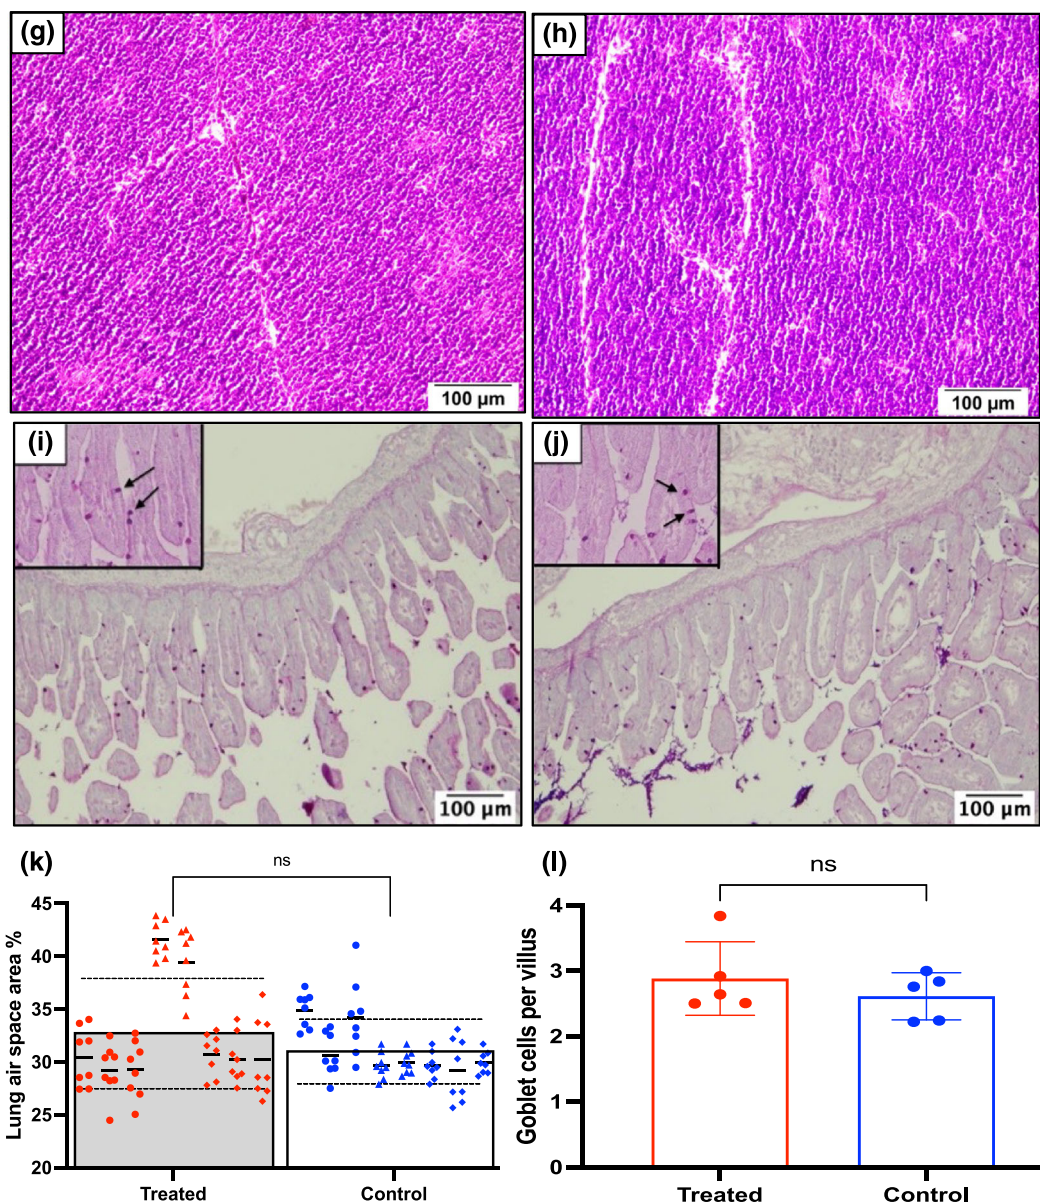 (g)
(h)
100 µm
100 µm
(i)
(j)
100 µm
100 µm
(k)
ns
Lung air space area %
45
40
35
30
25
20
Treated
Control
(l)
ns
Goblet cells per villus
4
3
2
1
0
Treated
Control